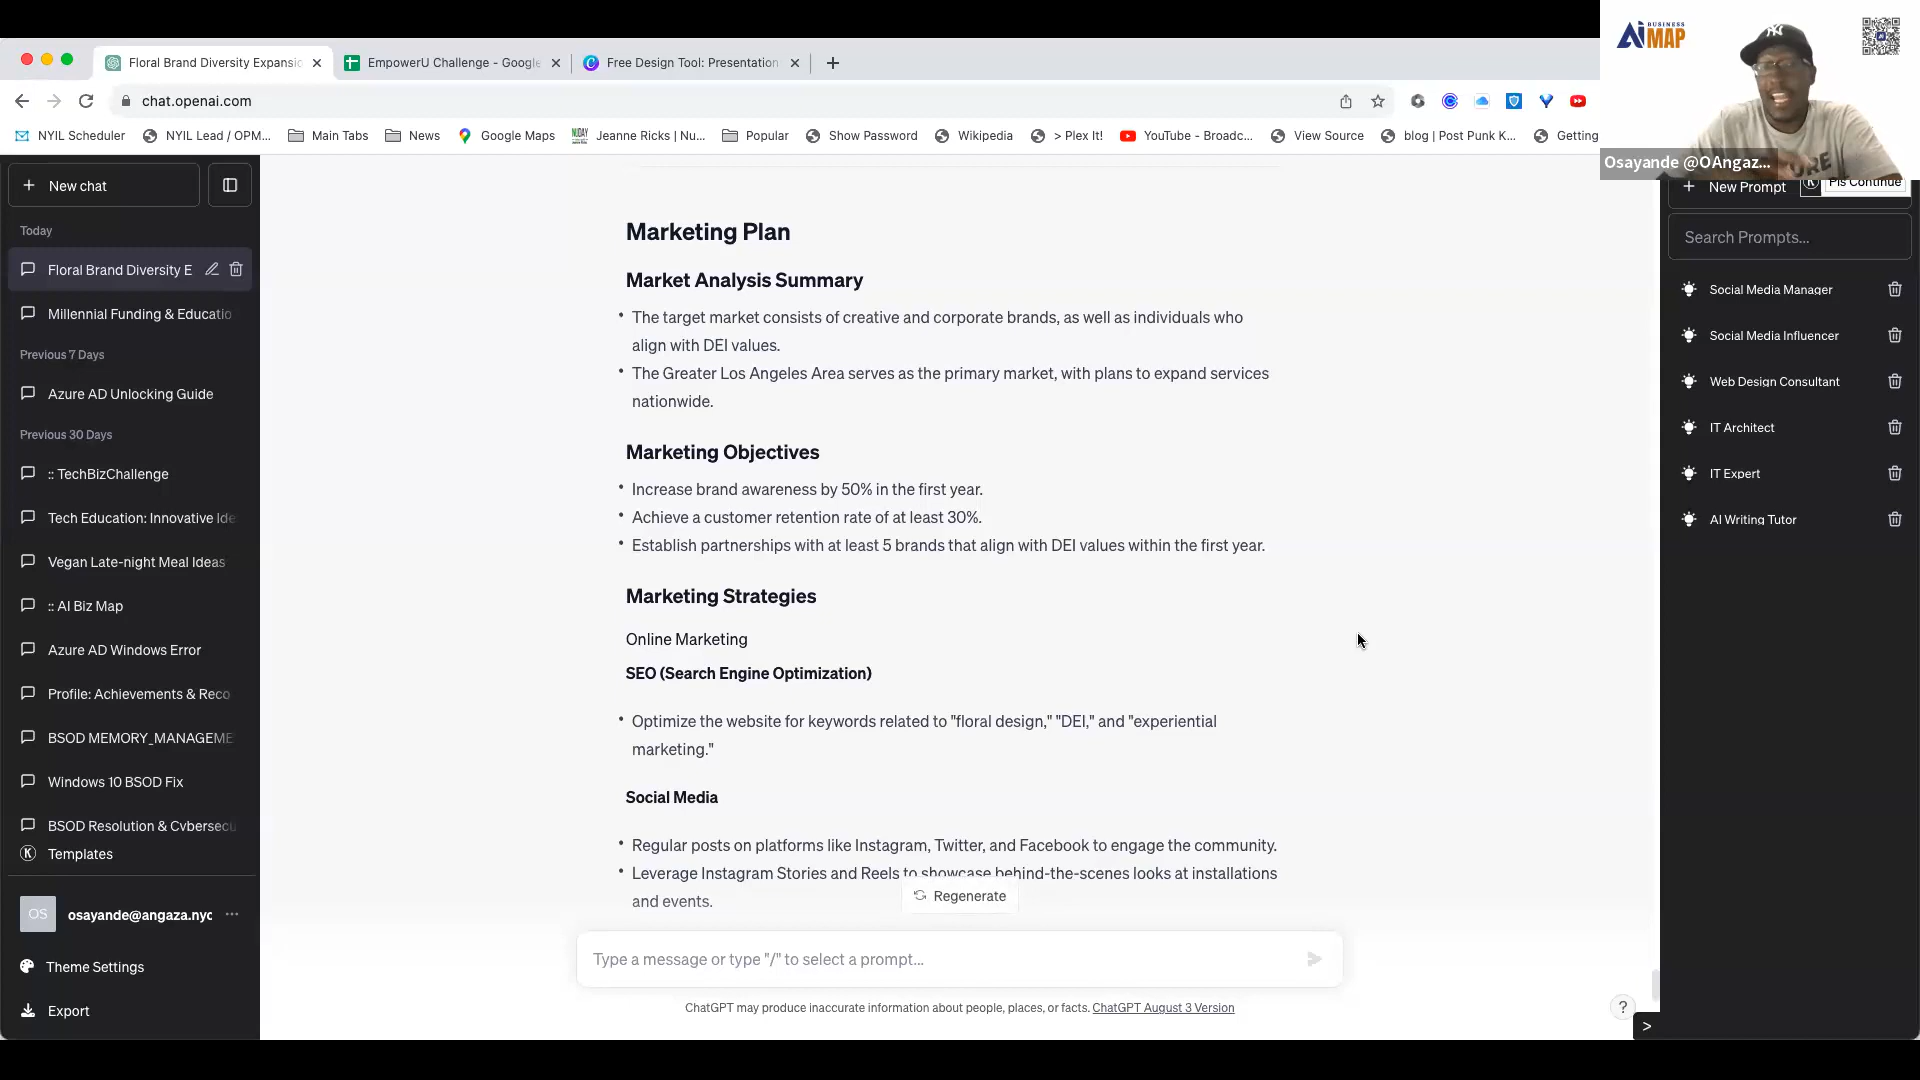 Floral Brand Diversity Expansio
EmpowerU Challenge - Google
Free Design Tool: Presentation
chat.openai.com
NYIL Scheduler
NYIL Lead / OPM...
Main Tabs
News
Google Maps
Jeanne Ricks | Nu...
Popular
Show Password
Wikipedia
> Plex It!
YouTube - Broadc...
View Source
blog | Post Punk K...
Getting
BUSINESS
Ai MAP
Osayande @OAngaz...
New chat
Today
Floral Brand Diversity E
Millennial Funding & Educatio
Previous 7 Days
Azure AD Unlocking Guide
Previous 30 Days
:: TechBizChallenge
Tech Education: Innovative Ide
Vegan Late-night Meal Ideas
:: AI Biz Map
Azure AD Windows Error
Profile: Achievements & Reco
BSOD MEMORY_MANAGEME
Windows 10 BSOD Fix
BSOD Resolution & Cybersecu
Templates
OS
osayande@angaza.nyc
...
Theme Settings
Export
Marketing Plan
Market Analysis Summary
• The target market consists of creative and corporate brands, as well as individuals who
align with DEI values.
• The Greater Los Angeles Area serves as the primary market, with plans to expand services
nationwide.
Marketing Objectives
• Increase brand awareness by 50% in the first year.
• Achieve a customer retention rate of at least 30%.
• Establish partnerships with at least 5 brands that align with DEI values within the first year.
Marketing Strategies
Online Marketing
SEO (Search Engine Optimization)
• Optimize the website for keywords related to "floral design," "DEI," and "experiential
marketing."
Social Media
• Regular posts on platforms like Instagram, Twitter, and Facebook to engage the community.
• Leverage Instagram Stories and Reels to showcase behind-the-scenes looks at installations
and events.
Regenerate
Type a message or type "/" to select a prompt...
ChatGPT may produce inaccurate information about people, places, or facts. ChatGPT August 3 Version
?
>
New Prompt
Pls Continue
Search Prompts...
Social Media Manager
Social Media Influencer
Web Design Consultant
IT Architect
IT Expert
AI Writing Tutor